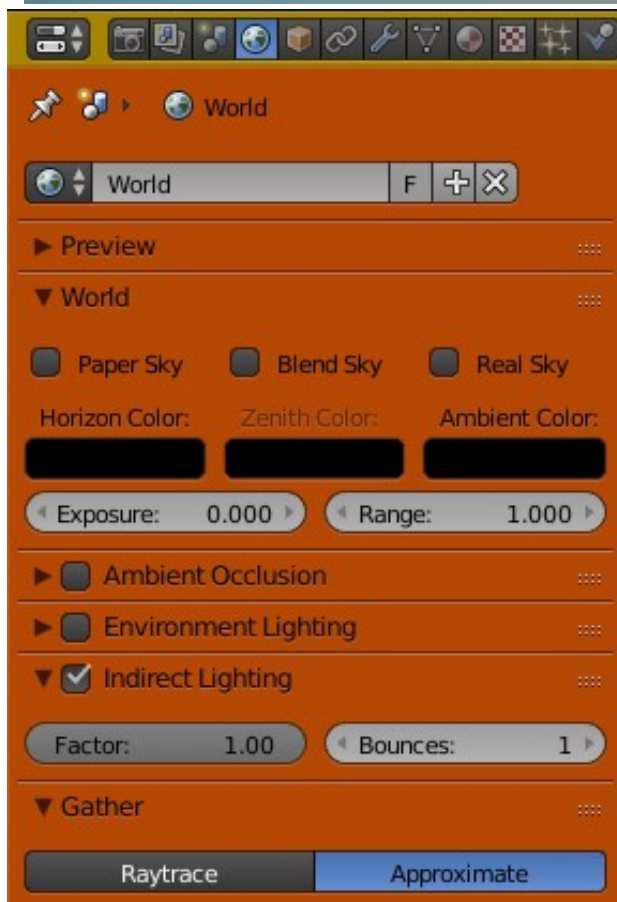 World
World F
Preview
World
Paper Sky Blend Sky Real Sky
Horizon Color: Zenith Color: Ambient Color:
Exposure: 0.000 Range: 1.000
Ambient Occlusion
Environment Lighting
Indirect Lighting
Factor: 1.00 Bounces: 1
Gather
Raytrace Approximate